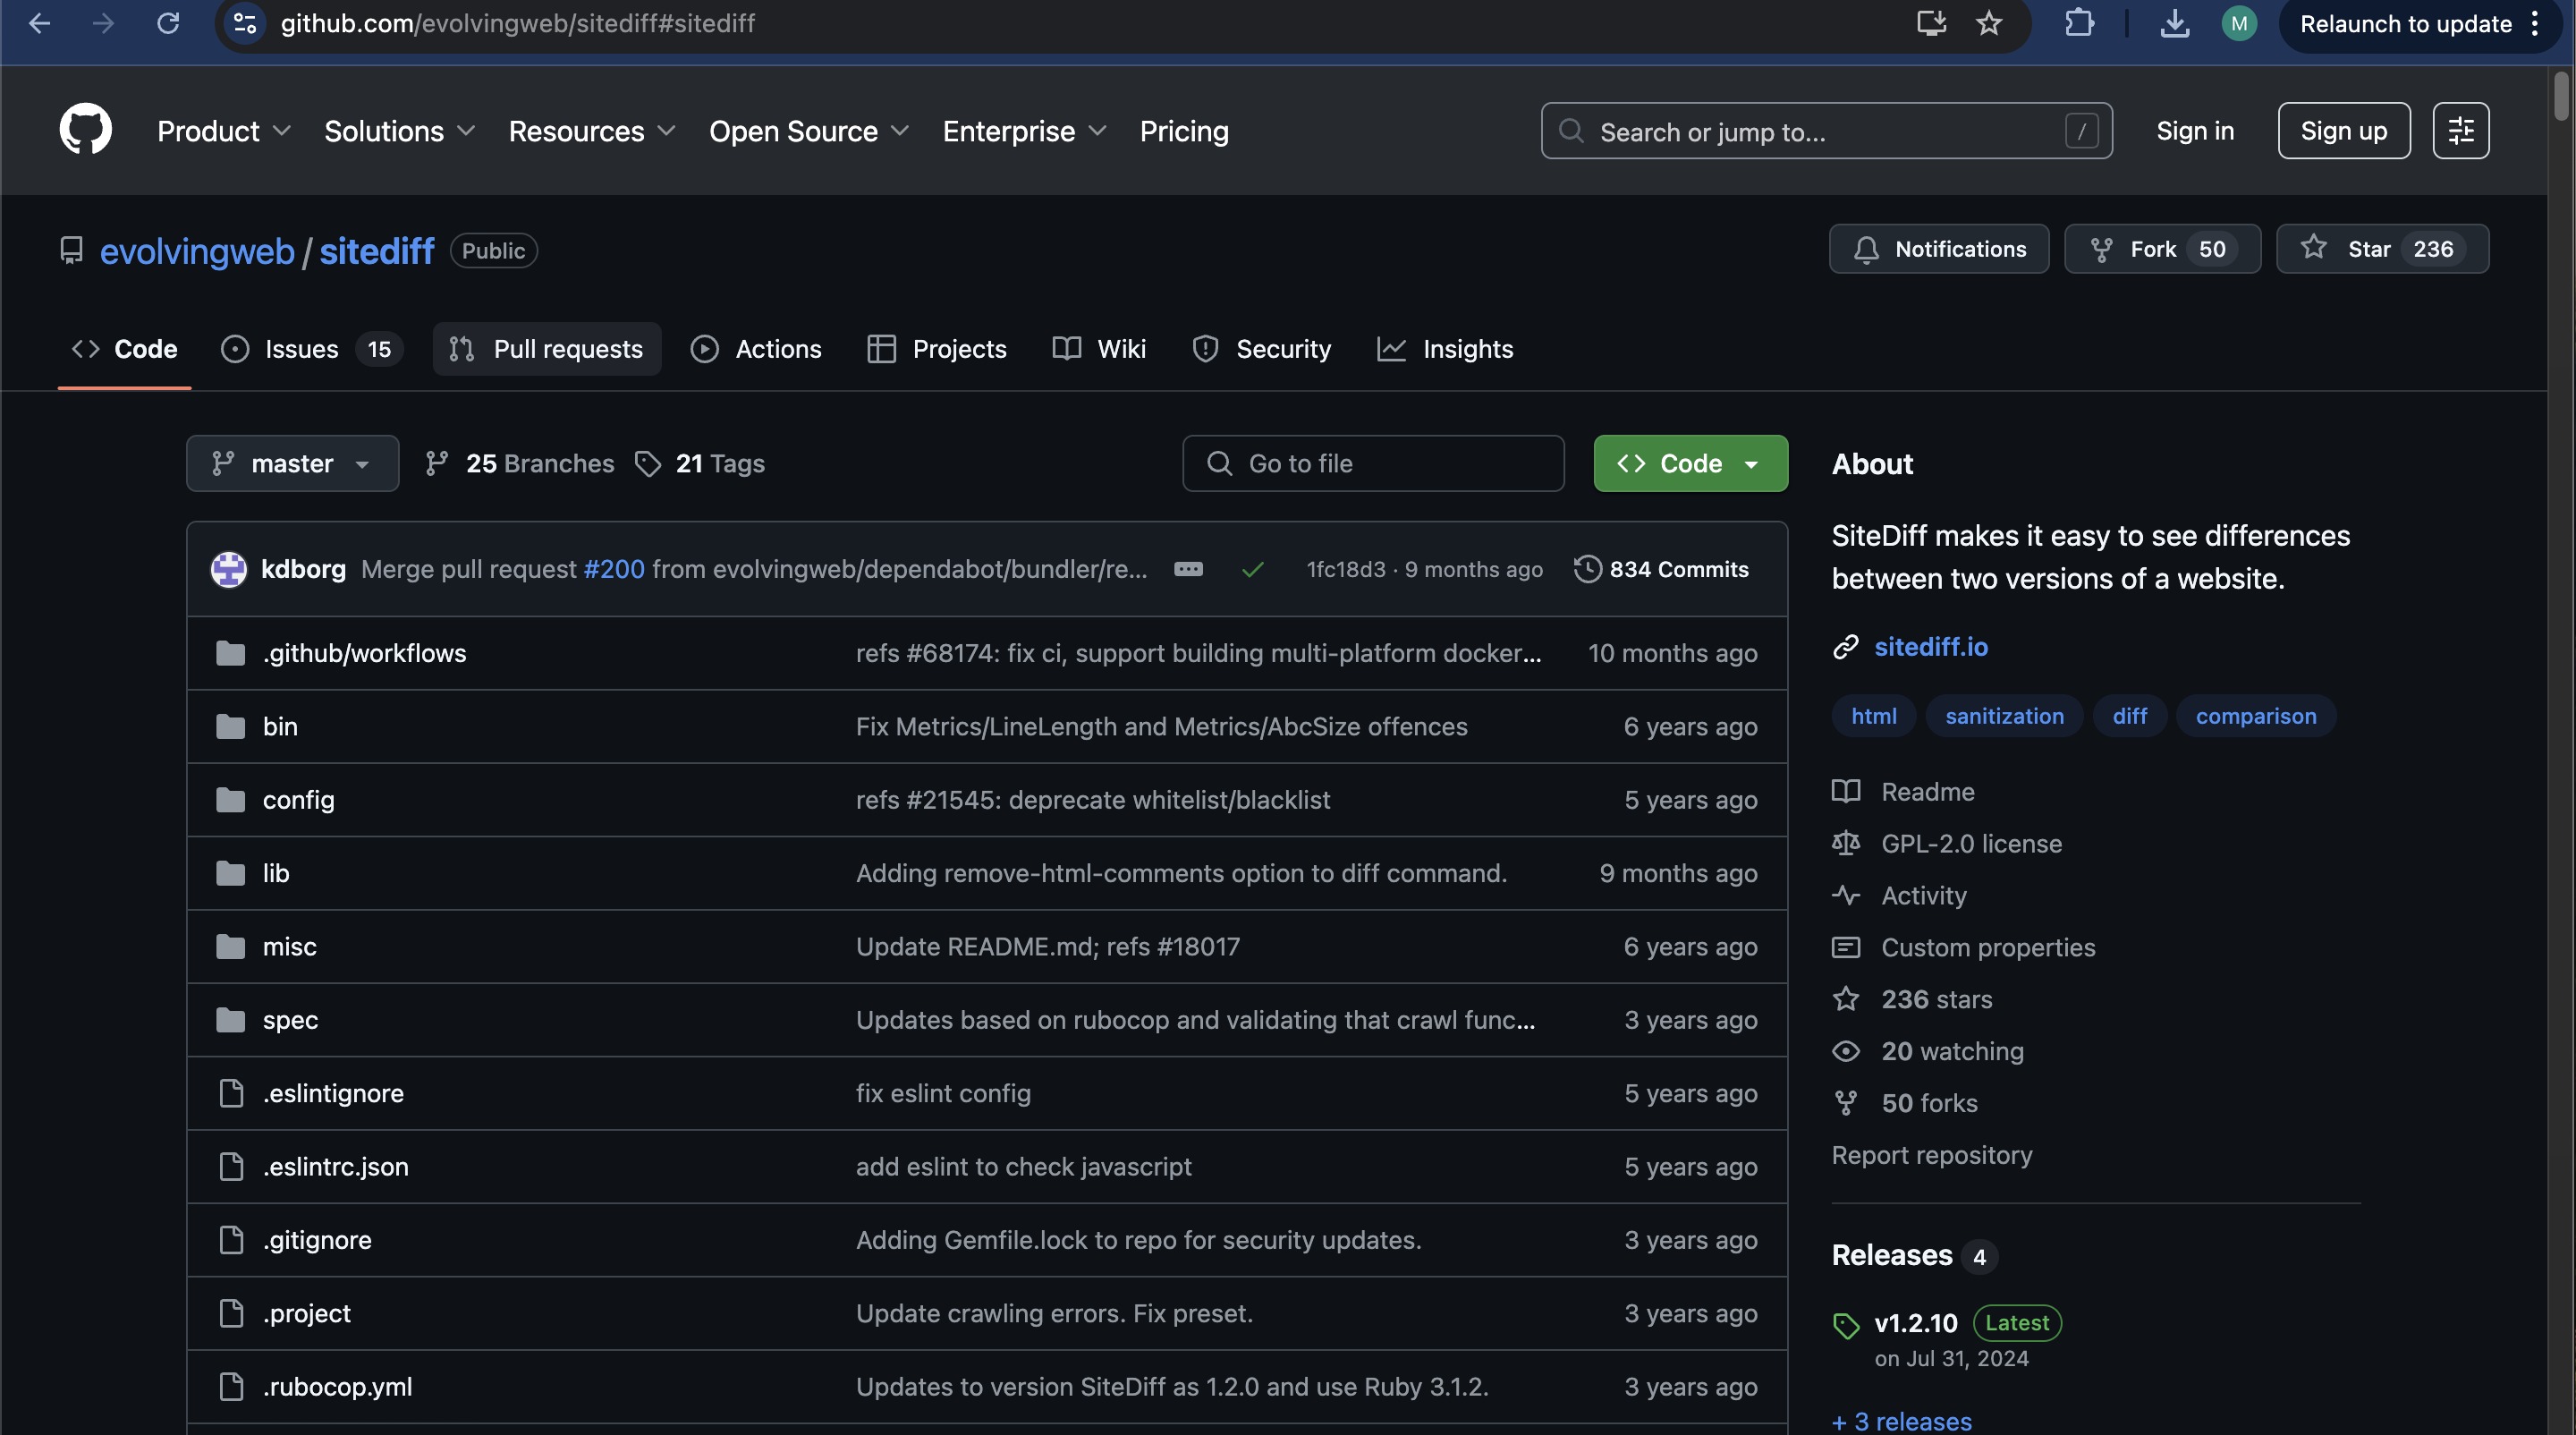 github.com/evolvingweb/sitediff#sitediff
M
Relaunch to update
Product
Solutions
Resources
Open Source
Enterprise
Pricing
Search or jump to...
/
Sign in
Sign up
evolvingweb / sitediff
Public
Notifications
Fork 50
Star 236
Code
Issues 15
Pull requests
Actions
Projects
Wiki
Security
Insights
master
25 Branches
21 Tags
Go to file
Code
kdborg Merge pull request #200 from evolvingweb/dependabot/bundler/re... 1fc18d3 · 9 months ago 834 Commits
.github/workflows refs #68174: fix ci, support building multi-platform docker... 10 months ago
bin Fix Metrics/LineLength and Metrics/AbcSize offences 6 years ago
config refs #21545: deprecate whitelist/blacklist 5 years ago
lib Adding remove-html-comments option to diff command. 9 months ago
misc Update README.md; refs #18017 6 years ago
spec Updates based on rubocop and validating that crawl func... 3 years ago
.eslintignore fix eslint config 5 years ago
.eslintrc.json add eslint to check javascript 5 years ago
.gitignore Adding Gemfile.lock to repo for security updates. 3 years ago
.project Update crawling errors. Fix preset. 3 years ago
.rubocop.yml Updates to version SiteDiff as 1.2.0 and use Ruby 3.1.2. 3 years ago
About
SiteDiff makes it easy to see differences
between two versions of a website.
sitediff.io
html sanitization diff comparison
Readme
GPL-2.0 license
Activity
Custom properties
236 stars
20 watching
50 forks
Report repository
Releases 4
v1.2.10 Latest
on Jul 31, 2024
+ 3 releases